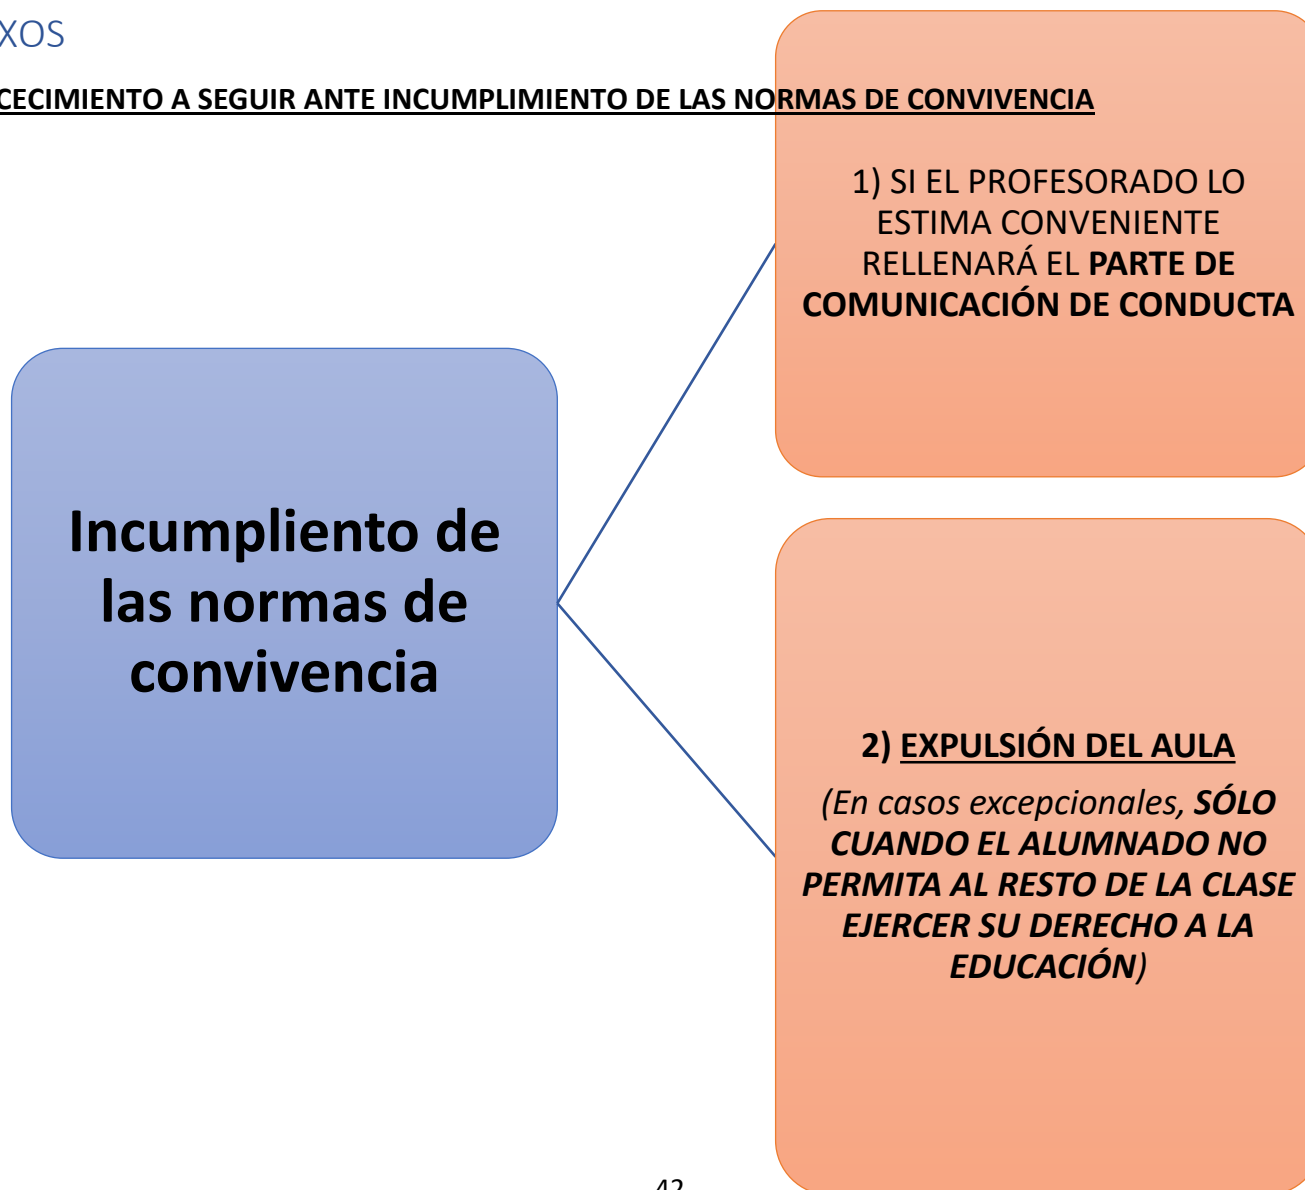 XOS
CECIMIENTO A SEGUIR ANTE INCUMPLIMIENTO DE LAS NORMAS DE CONVIVENCIA
1) SI EL PROFESORADO LO
ESTIMA CONVENIENTE
RELLENARÁ EL PARTE DE
COMUNICACIÓN DE CONDUCTA
Incumpliento de
las normas de
convivencia
2) EXPULSIÓN DEL AULA
(En casos excepcionales, SÓLO
CUANDO EL ALUMNADO NO
PERMITA AL RESTO DE LA CLASE
EJERCER SU DERECHO A LA
EDUCACIÓN)
42